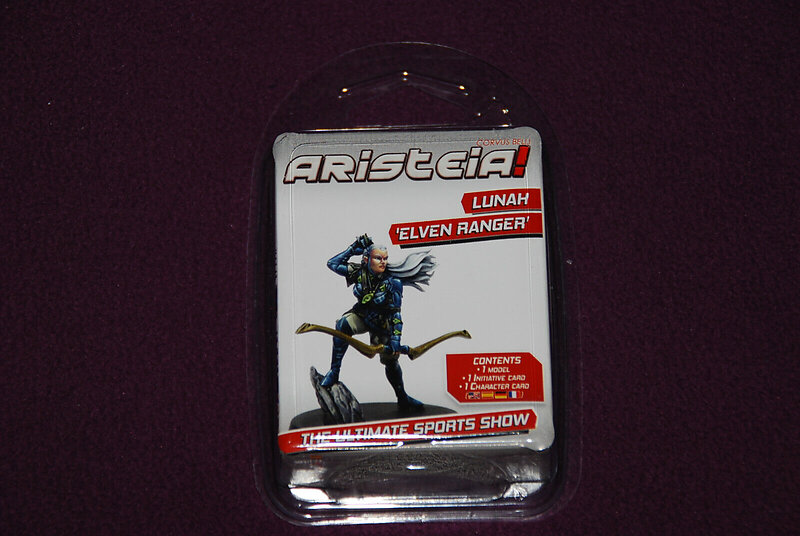 CORVUS BELLI
ARISTEIA!
LUNAH
'ELVEN RANGER'
CONTENTS
• 1 MODEL
• 1 INITIATIVE CARD
• 1 CHARACTER CARD
THE ULTIMATE SPORTS SHOW